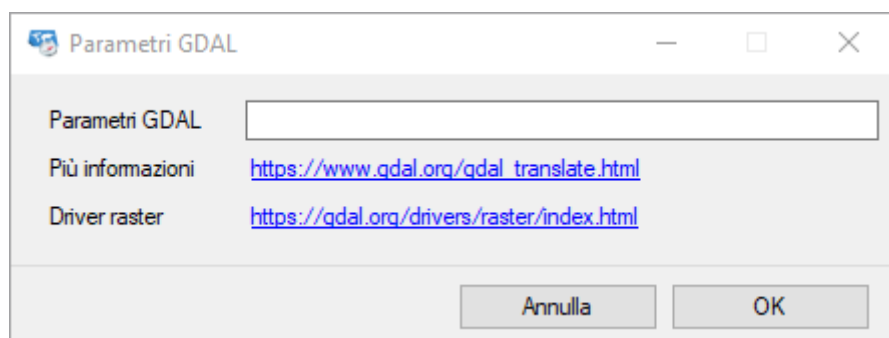 Parametri GDAL
Parametri GDAL
Più informazioni https://www.gdal.org/gdal_translate.html
Driver raster https://gdal.org/drivers/raster/index.html
Annulla OK